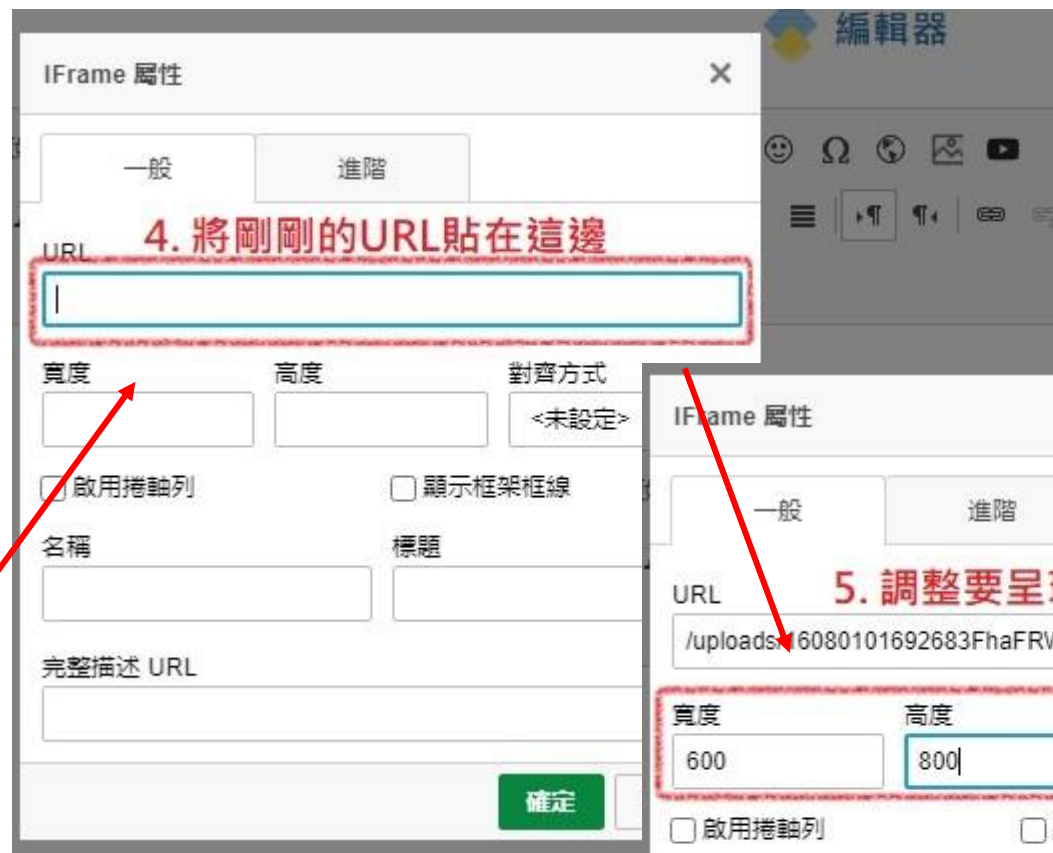 編輯器
IFrame 屬性
一般
進階
4. 將剛剛的URL貼在這邊
URL
寬度
高度
對齊方式
<未設定>
啟用捲軸列
顯示框架框線
名稱
標題
完整描述 URL
確定
IFrame 屬性
一般
進階
5. 調整要呈
URL
/uploads/16080101692683FhaFRW
寬度
高度
600
800
啟用捲軸列